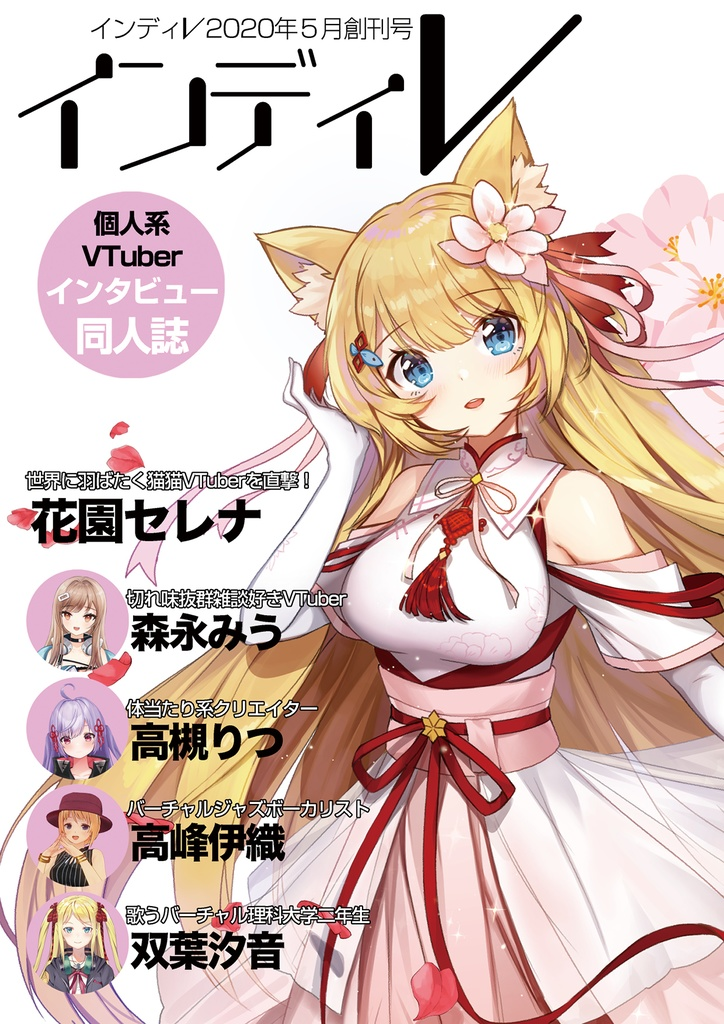 インディV2020年5月創刊号
インディV
個人系
VTuber
インタビュー
同人誌
世界に羽ばたく猫猫VTuberを直撃！
花園セレナ
切れ味抜群雑談好きVTuber
森永みう
体当たり系クリエイター
高槻りつ
バーチャルジャズボーカリスト
高峰伊織
歌うバーチャル理科大学二年生
双葉汐音